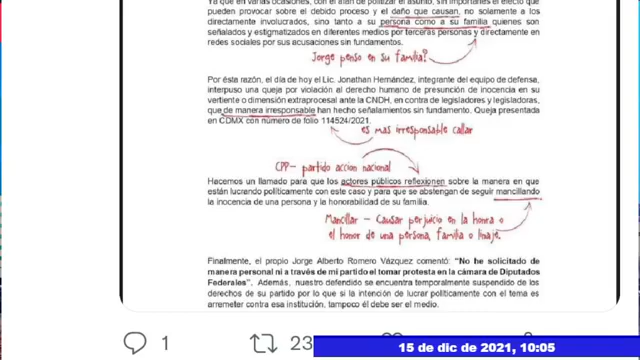 Ya que en varias ocasiones, con el afán de politizar el asunto, sin importarles el efecto que
pueden provocar sobre el debido proceso y el daño que causan, no solamente a los
directamente involucrados, sino tanto a su persona como a su familia quienes son
señalados y estigmatizados en diferentes medios por terceras personas y directamente en
redes sociales por sus acusaciones sin fundamentos.
Jorge penso en su familia?
Por ésta razón, el día de hoy el Lic. Jonathan Hernández, integrante del equipo de defensa,
interpuso una queja por violación al derecho humano de presunción de inocencia en su
vertiente o dimensión extraprocesal ante la CNDH, en contra de legisladores y legisladoras,
que de manera irresponsable han hecho señalamientos sin fundamento. Queja presentada
en CDMX con número de folio 114524/2021.
es mas irresponsable callar
CPP- partido accion nacional
Hacemos un llamado para que los actores públicos reflexionen sobre la manera en que
están lucrando políticamente con este caso y para que se abstengan de seguir mancillando
la inocencia de una persona y la honorabilidad de su familia.
Mancillar - Causar perjuicio en la honra o
el honor de una persona, familia o linaje.
Finalmente, el propio Jorge Alberto Romero Vázquez comentó: "No he solicitado de
manera personal ni a través de mi partido el tomar protesta en la cámara de Diputados
Federales". Además, nuestro defendido se encuentra temporalmente suspendido de los
derechos de su partido por lo que si la intención de lucrar políticamente con el tema es
arremeter contra esa institución, tampoco él debe ser el medio.
1
23
15 de dic de 2021, 10:05